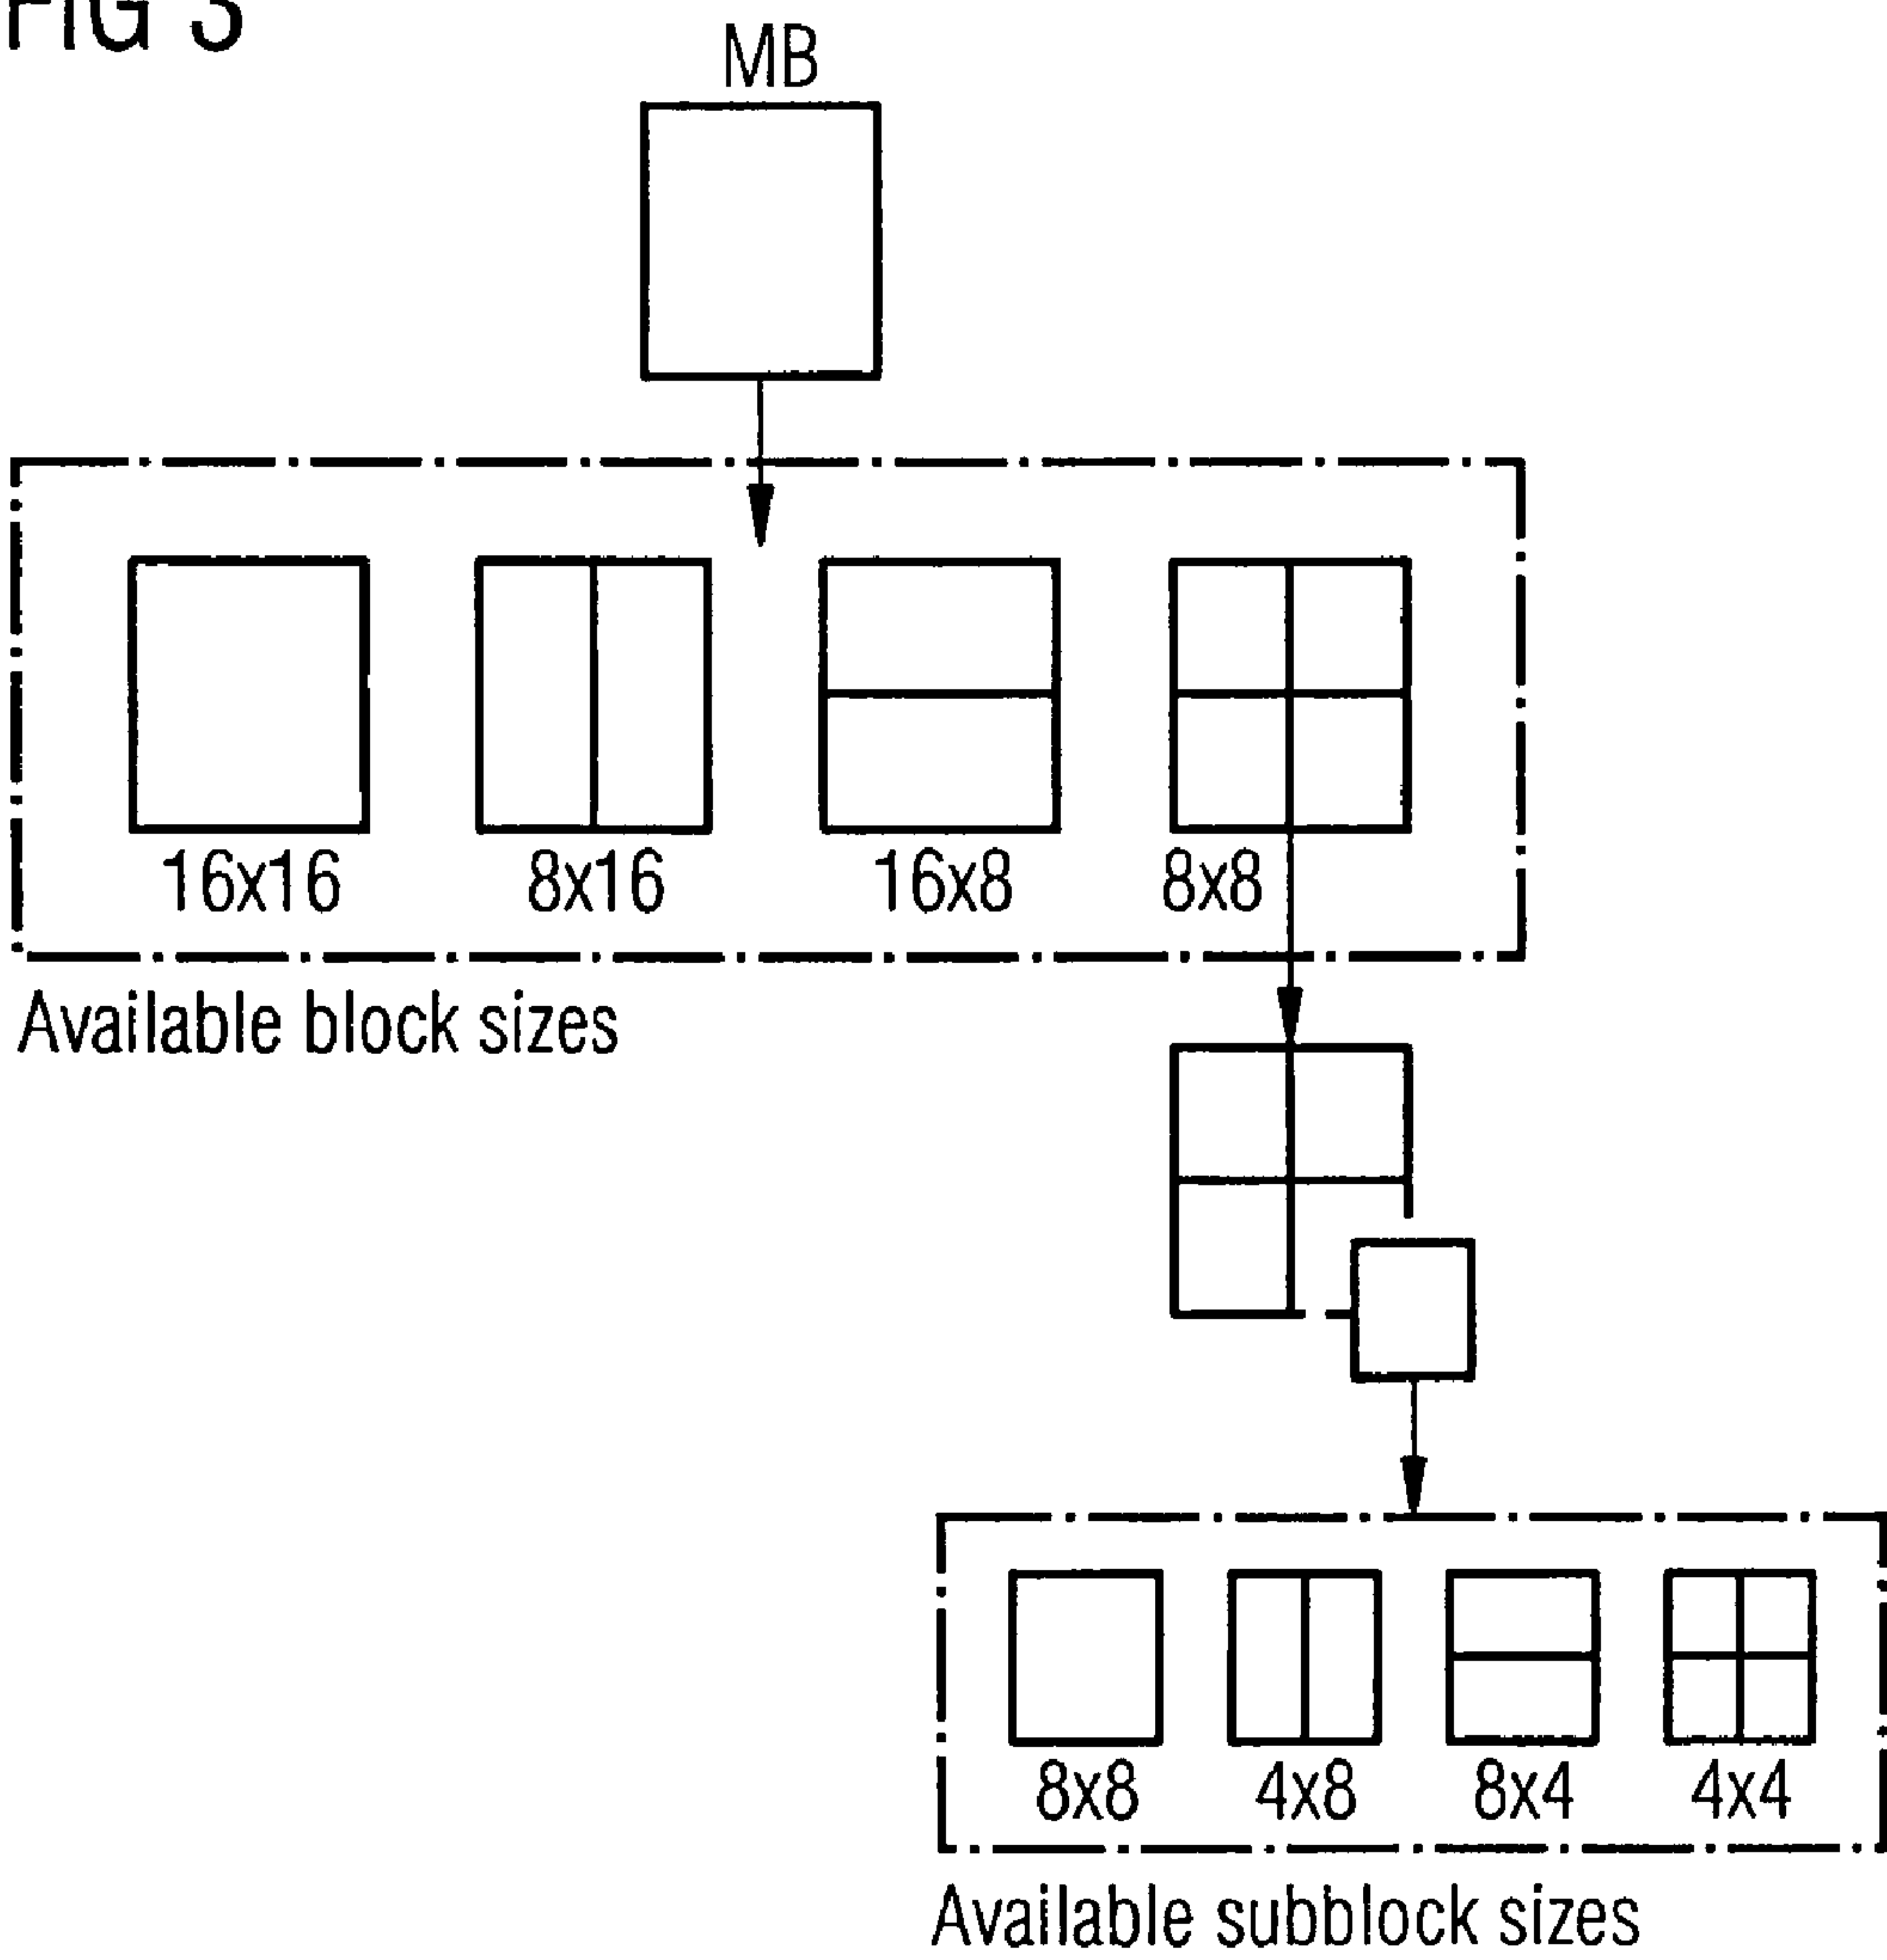 FIG 3
MB
16x16 8x16 16x8 8x8
Available block sizes
8x8 4x8 8x4 4x4
Available subblock sizes